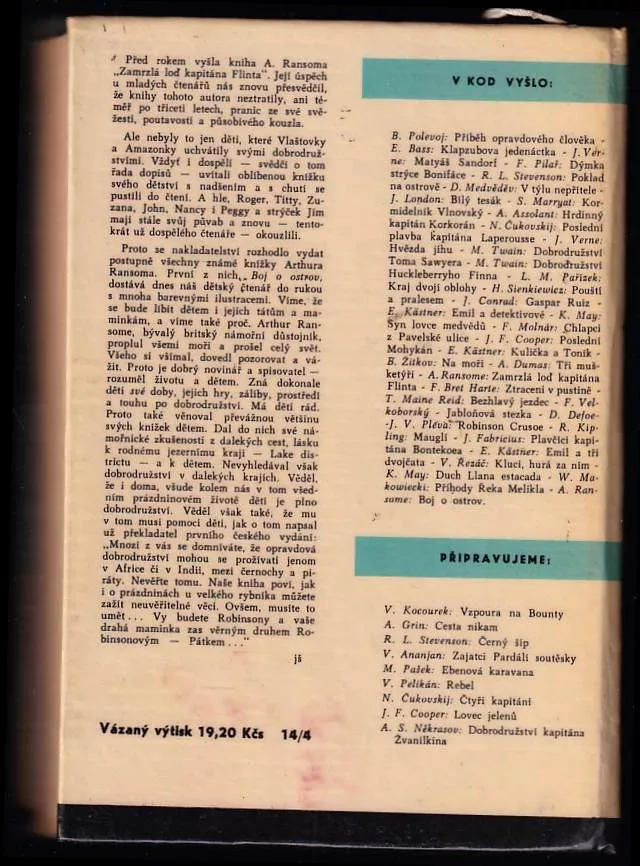 Před rokem vyšla kniha A. Ransoma
„Zamrzlá loď kapitána Flinta". Její úspěch
u mladých čtenářů nás znovu přesvědčil,
že knihy tohoto autora neztratily, ani té-
měř po třiceti letech, pranic ze své svě-
žesti, poutavosti a působivého kouzla.
Ale nebyly to jen děti, které Vlaštovky
a Amazonky uchvátily svými dobrodruž-
stvími. Vždyť i dospělí — svědčí o tom
řada dopisů — uvítali oblíbenou knížku
svého dětství s nadšením a s chutí se
pustili do čtení. A hle, Roger, Titty, Zu-
zana, John, Nancy i Peggy a strýček Jim
mají stále svůj půvab a znovu — tento-
krát už dospělého čtenáře — okouzlili.
Proto se nakladatelství rozhodlo vydat
postupně všechny známé knížky Arthura
Ransoma. První z nich, Boj o ostrov,
dostává dnes náš dětský čtenář do rukou
s mnoha barevnými ilustracemi. Víme, že
se bude líbit dětem i jejich tátům a ma-
minkám, a víme také proč. Arthur Ran-
some, bývalý britský námořní důstojník,
proplul všemi moři a prošel celý svět.
Všeho si všímal, dovedl pozorovat a vá-
žit. Proto je dobrý novinář a spisovatel —
rozuměl životu a dětem. Zná dokonale
děti své doby, jejich hry, záliby, prostředí
a touhu po dobrodružství. Má děti rád.
Proto také věnoval převážnou většinu
svých knížek dětem. Dal do nich své ná-
mořnické zkušenosti z dalekých cest, lásku
k rodnému jezernímu kraji — Lake dis-
trictu — a k dětem. Nevyhledával však
dobrodružství v dalekých krajích. Věděl,
že i doma, všude kolem nás v tom všed-
ním prázdninovém životě dětí je plno
dobrodružství. Věděl však také, že mu
v tom musí pomoci děti, jak o tom napsal
už překladatel prvního českého vydání:
„Mnozí z vás se domníváte, že opravdová
dobrodružství mohou se prožívati jenom
v Africe či v Indii, mezi černochy a pi-
ráty. Nevěřte tomu. Naše kniha poví, jak
i o prázdninách u velkého rybníka můžete
zažít neuvěřitelné věci. Ovšem, musíte to
umět... Vy budete Robinsony a vaše
drahá maminka zas věrným druhem Ro-
binsonovým — Pátkem..."
jš
Vázaný výtisk 19,20 Kčs 14/4
V KOD VYŠLO:
B. Polevoj: Příběh opravdového člověka -
E. Bass: Klapzubova jedenáctka - J. Ver-
ne: Matyáš Sandorf - F. Pilař: Dýmka
strýce Bonifáce - R. L. Stevenson: Poklad
na ostrově - D. Medvěděv: V týlu nepřítele -
J. London: Bílý tesák - S. Marryat: Kor-
midelník Vlnovský - A. Assolant: Hrdinný
kapitán Korkorán - N. Čukovskij: Poslední
plavba kapitána Laperousse - J. Verne:
Hvězda jihu - M. Twain: Dobrodružství
Toma Sawyera - M. Twain: Dobrodružství
Huckleberryho Finna - L. M. Pařízek:
Kraj dvojí oblohy - H. Sienkiewicz: Pouští
a pralesem - J. Conrad: Gaspar Ruiz -
E. Kästner: Emil a detektivové - K. May:
Syn lovce medvědů - F. Molnár: Chlapci
z Pavelské ulice - J. F. Cooper: Poslední
Mohykán - E. Kästner: Kulička a Toník -
B. Žitkov: Na moři - A. Dumas: Tři muš-
ketýři - A. Ransome: Zamrzlá loď kapitána
Flinta - F. Bret Harte: Ztraceni v pustině -
T. Maine Reid: Bezhlavý jezdec - F. Vel-
koborský - Jabloňová stezka - D. Defoe-
-J. V. Pleva: Robinson Crusoe - R. Kip-
ling: Mauglí - J. Fabricius: Plavčíci kapi-
tána Bontekoea - E. Kästner: Emil a tři
dvojčata - V. Řezáč: Kluci, hurá za ním -
K. May: Duch Llana estacada - W. Ma-
kowiecki: Příhody Řeka Melikla - A. Ran-
some: Boj o ostrov.
PŘIPRAVUJEME:
V. Kocourek: Vzpoura na Bounty
A. Grin: Cesta nikam
R. L. Stevenson: Černý šíp
V. Ananjan: Zajatci Pardálí soutěsky
M. Pašek: Ebenová karavana
V. Pelikán: Rebel
N. Čukovskij: Čtyři kapitáni
J. F. Cooper: Lovec jelenů
A. S. Někrasov: Dobrodružství kapitána
Žvanilkina